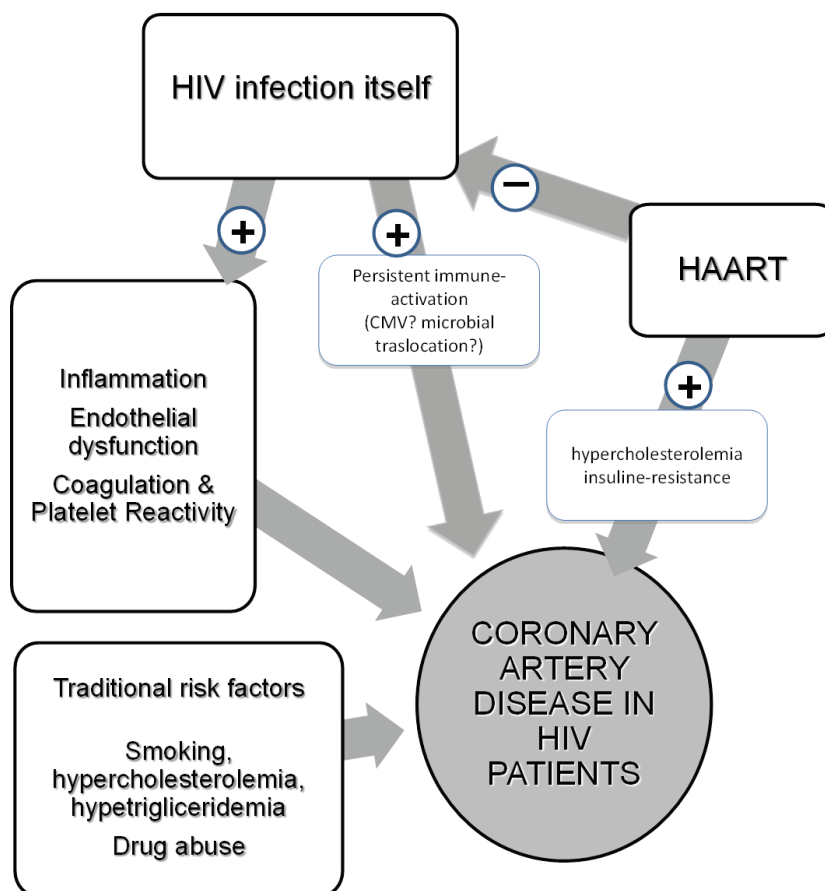 HIV infection itself
−
+
+
HAART
Persistent immune-
activation
(CMV? microbial
traslocation?)
+
Inflammation
Endothelial
dysfunction
Coagulation &
Platelet Reactivity
hypercholesterolemia
insuline-resistance
CORONARY
ARTERY
DISEASE IN
HIV
PATIENTS
Traditional risk factors
Smoking,
hypercholesterolemia,
hypetrigliceridemia
Drug abuse